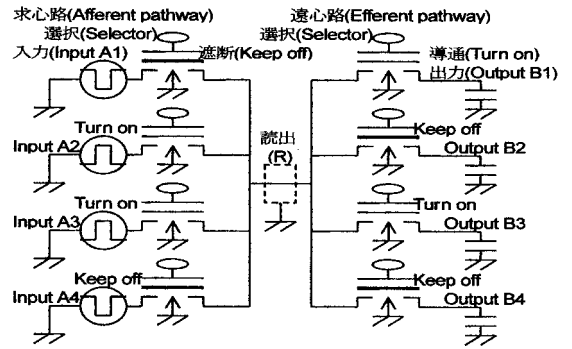 求心路(Afferent pathway)
選択(Selector)
入力(Input A1)
遮断(Keep off)
遠心路(Efferent pathway)
選択(Selector)
導通(Turn on)
出力(Output B1)
Turn on
Input A2
読出
(R)
Keep off
Output B2
Turn on
Input A3
Turn on
Output B3
Keep off
Input A4
Keep off
Output B4